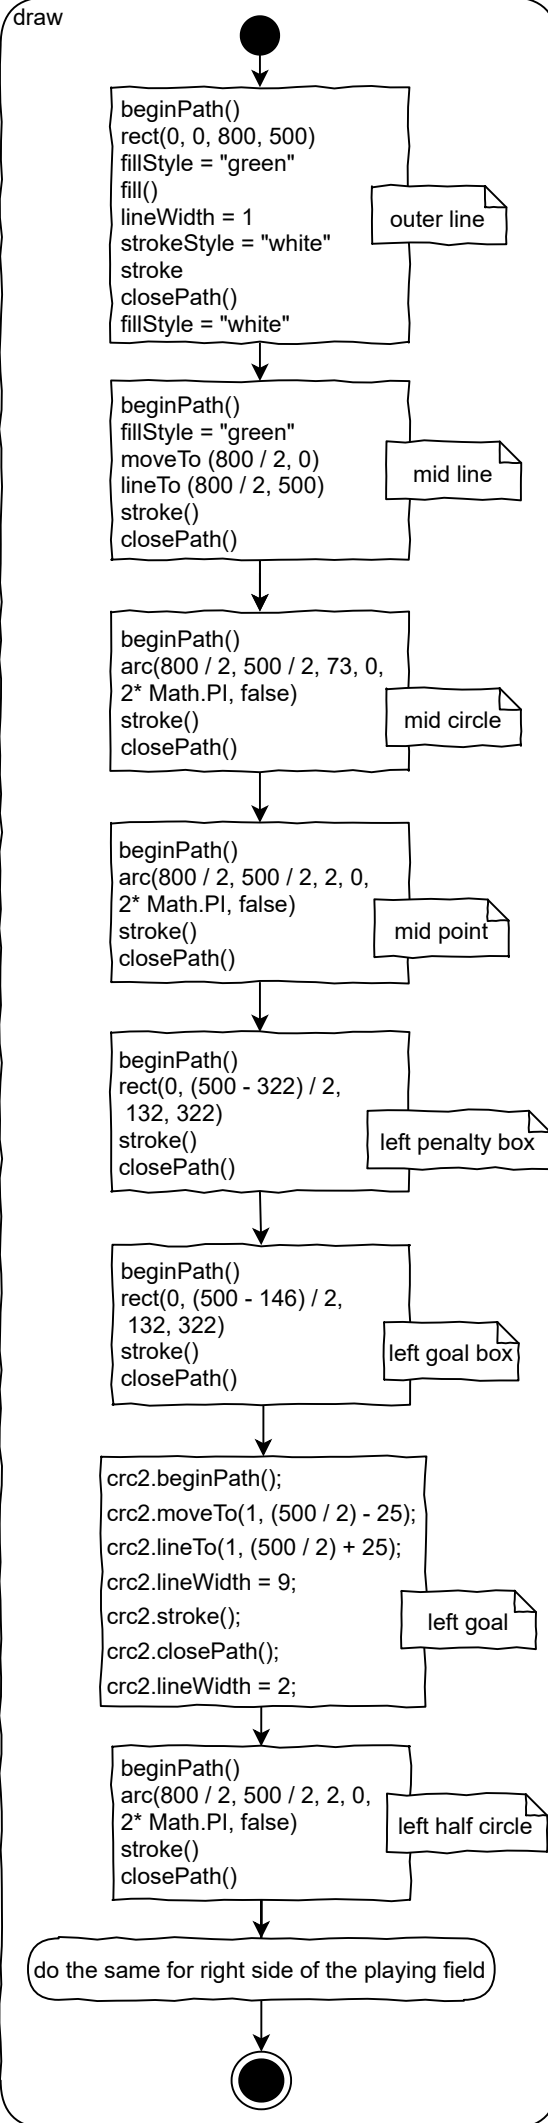 draw
beginPath()
rect(0, 0, 800, 500)
fillStyle = "green"
fill()
lineWidth = 1
strokeStyle = "white"
stroke
closePath()
fillStyle = "white"
outer line
beginPath()
fillStyle = "green"
moveTo (800 / 2, 0)
lineTo (800 / 2, 500)
stroke()
closePath()
mid line
beginPath()
arc(800 / 2, 500 / 2, 73, 0,
2* Math.PI, false)
stroke()
closePath()
mid circle
beginPath()
arc(800 / 2, 500 / 2, 2, 0,
2* Math.PI, false)
stroke()
closePath()
mid point
beginPath()
rect(0, (500 - 322) / 2,
132, 322)
stroke()
closePath()
left penalty box
beginPath()
rect(0, (500 - 146) / 2,
132, 322)
stroke()
closePath()
left goal box
crc2.beginPath();
crc2.moveTo(1, (500 / 2) - 25);
crc2.lineTo(1, (500 / 2) + 25);
crc2.lineWidth = 9;
crc2.stroke();
crc2.closePath();
crc2.lineWidth = 2;
left goal
beginPath()
arc(800 / 2, 500 / 2, 2, 0,
2* Math.PI, false)
stroke()
closePath()
left half circle
do the same for right side of the playing field